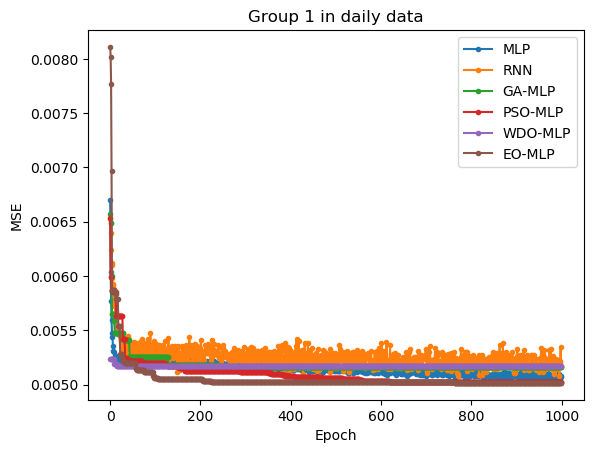 Group 1 in daily data
MLP
RNN
GA-MLP
PSO-MLP
WDO-MLP
EO-MLP
0.0080
0.0075
0.0070
0.0065
0.0060
0.0055
0.0050
MSE
0 200 400 600 800 1000
Epoch